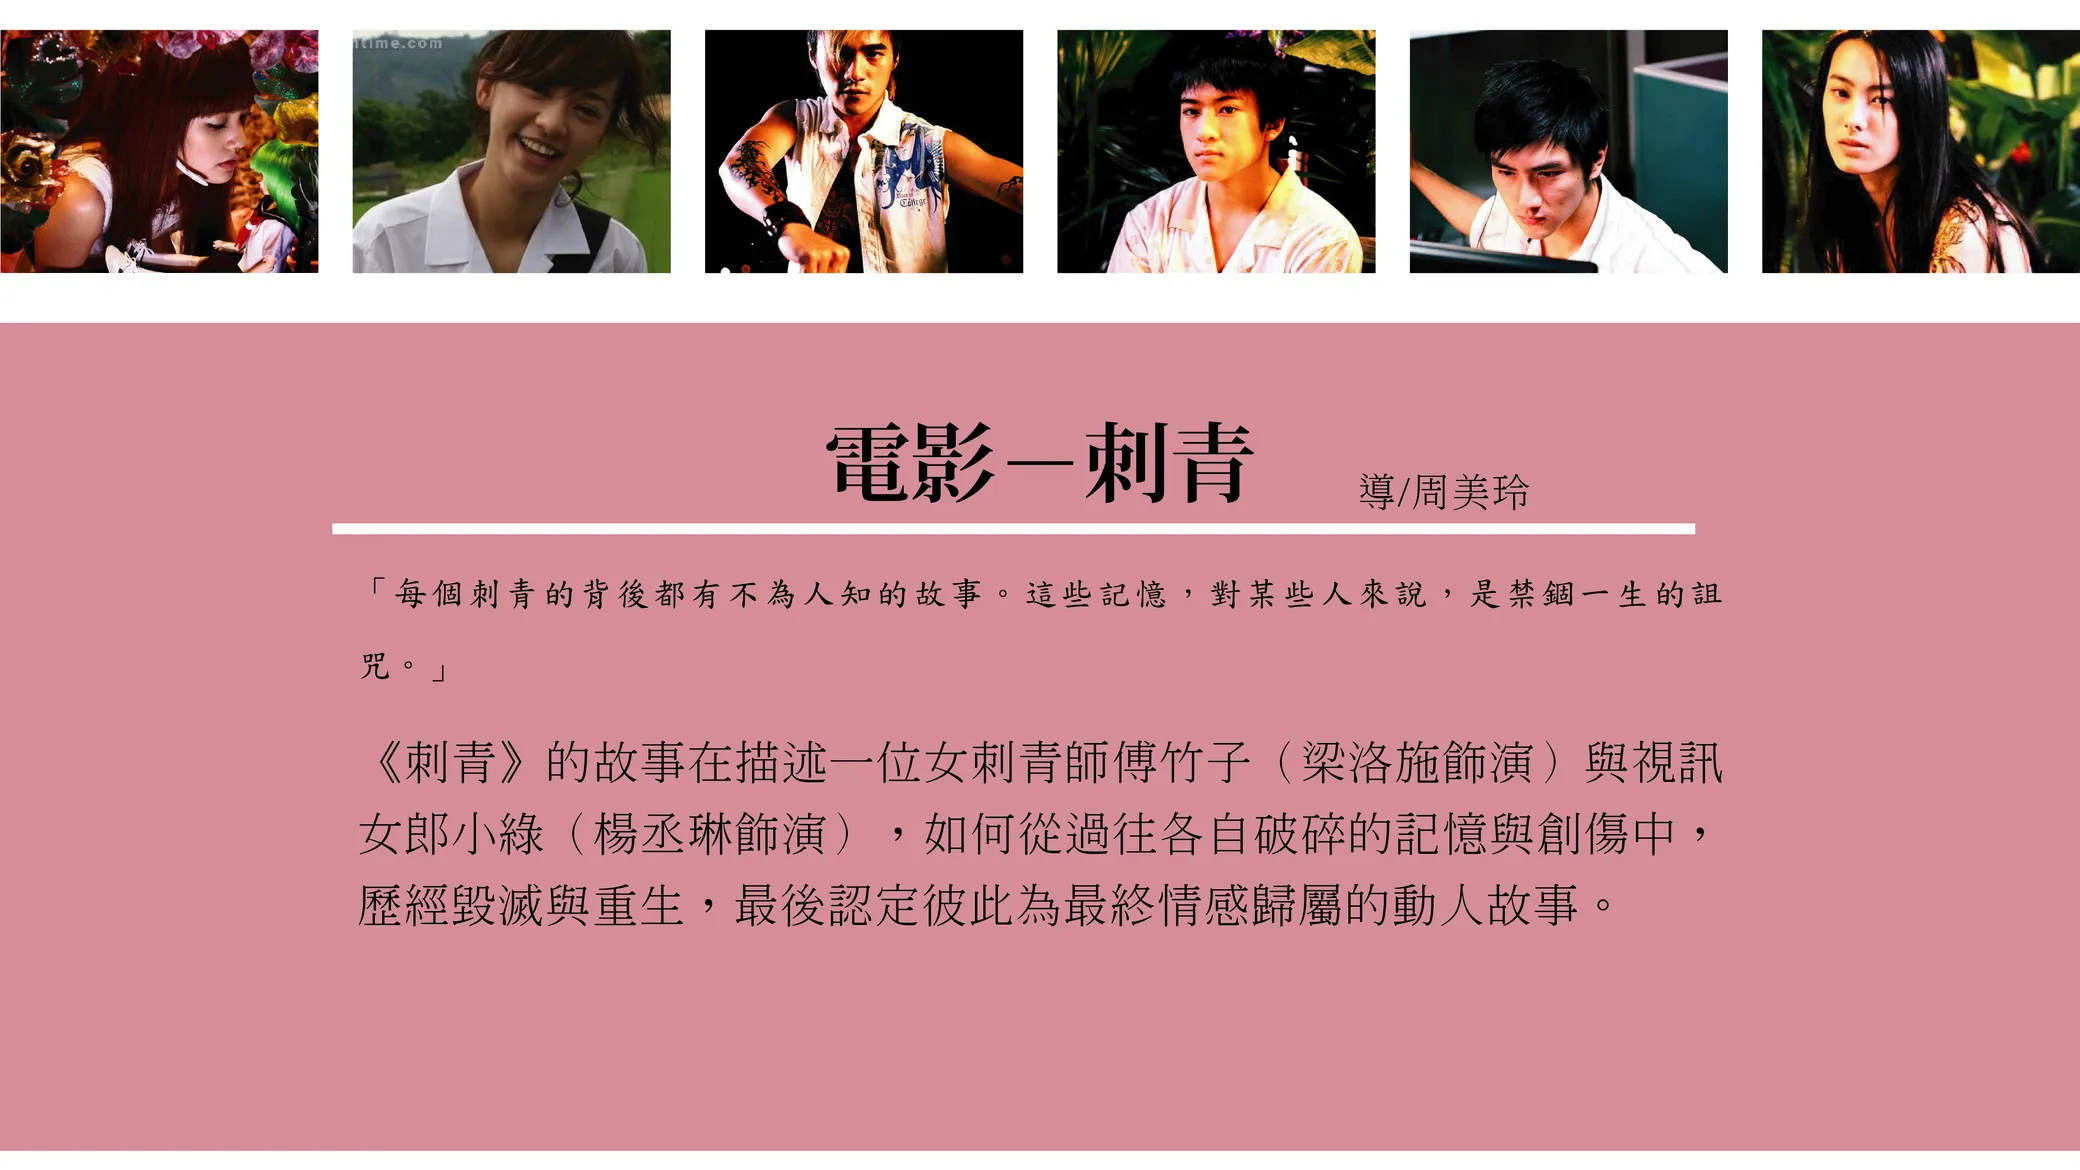 ntime.com
College
電影－刺青
導/周美玲
「每個刺青的背後都有不為人知的故事。這些記憶，對某些人來說，是禁錮一生的詛
咒。」
《刺青》的故事在描述一位女刺青師傅竹子（梁洛施飾演）與視訊
女郎小綠（楊丞琳飾演），如何從過往各自破碎的記憶與創傷中，
歷經毀滅與重生，最後認定彼此為最終情感歸屬的動人故事。